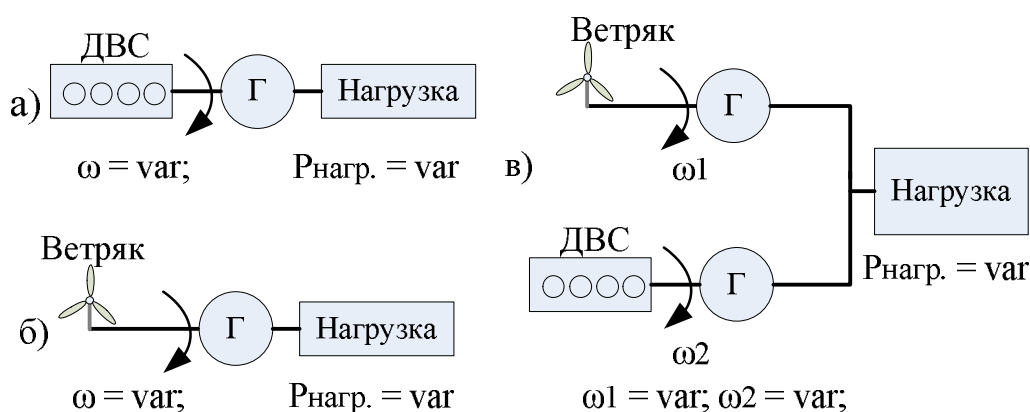 а)
ДВС
Г
Нагрузка
ω = var;
Pнагр. = var
б)
Ветряк
Г
Нагрузка
ω = var;
Pнагр. = var
в)
Ветряк
Г
ω1
ДВС
Г
ω2
Нагрузка
Pнагр. = var
ω1 = var; ω2 = var;